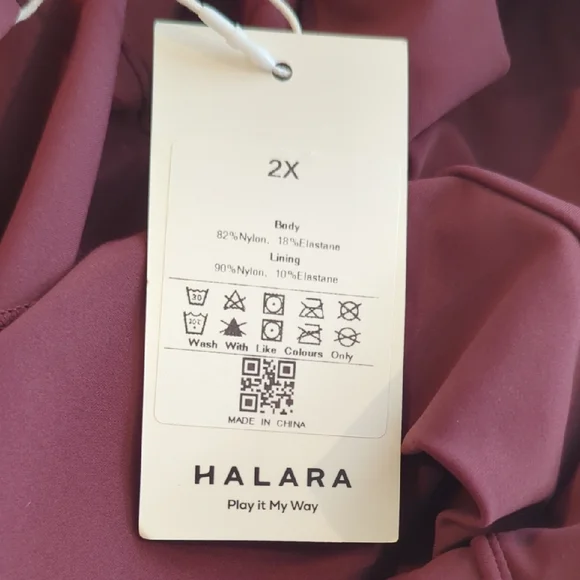 2X
Body
82%Nylon, 18%Elastane
Lining
90%Nylon, 10%Elastane
30
Wash With Like Colours Only
MADE IN CHINA
HALARA
Play it My Way